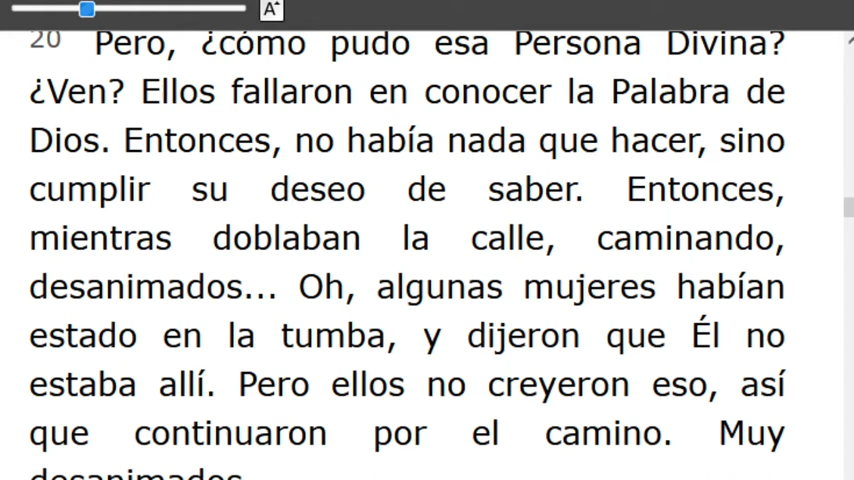 A
20 Pero, ¿cómo pudo esa Persona Divina?
¿Ven? Ellos fallaron en conocer la Palabra de
Dios. Entonces, no había nada que hacer, sino
cumplir su deseo de saber. Entonces,
mientras doblaban la calle, caminando,
desanimados… Oh, algunas mujeres habían
estado en la tumba, y dijeron que Él no
estaba allí. Pero ellos no creyeron eso, así
que continuaron por el camino. Muy
desanimados